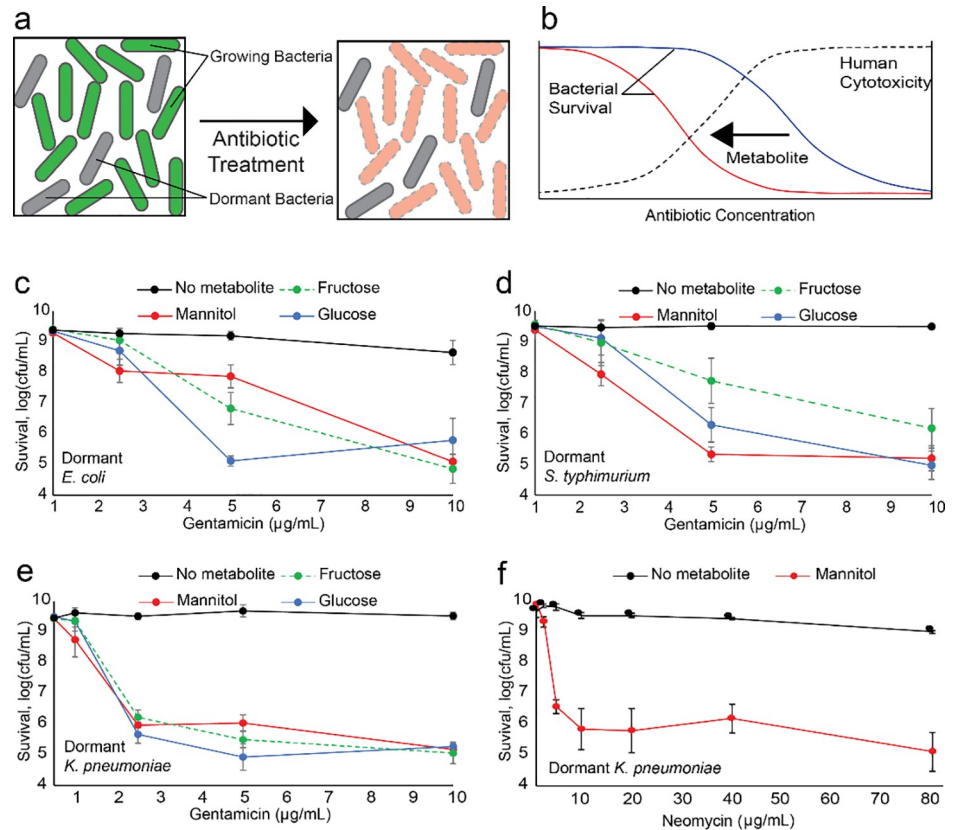 a
Growing Bacteria
Antibiotic
Treatment
Dormant Bacteria
b
Bacterial
Survival
Human
Cytotoxicity
Metabolite
Antibiotic Concentration
c
No metabolite
Fructose
Mannitol
Glucose
10
9
8
7
6
5
4
Suvival, log(cfu/mL)
Dormant
E. coli
1 2 3 4 5 6 7 8 9 10
Gentamicin (µg/mL)
d
No metabolite
Fructose
Mannitol
Glucose
10
9
8
7
6
5
4
Suvival, log(cfu/mL)
Dormant
S. typhimurium
1 2 3 4 5 6 7 8 9 10
Gentamicin (µg/mL)
e
No metabolite
Fructose
Mannitol
Glucose
10
9
8
7
6
5
4
Suvival, log(cfu/mL)
Dormant
K. pneumoniae
1 2 3 4 5 6 7 8 9 10
Gentamicin (µg/mL)
f
No metabolite
Mannitol
10
9
8
7
6
5
4
Suvival, log(cfu/mL)
Dormant K. pneumoniae
10 20 30 40 50 60 70 80
Neomycin (µg/mL)